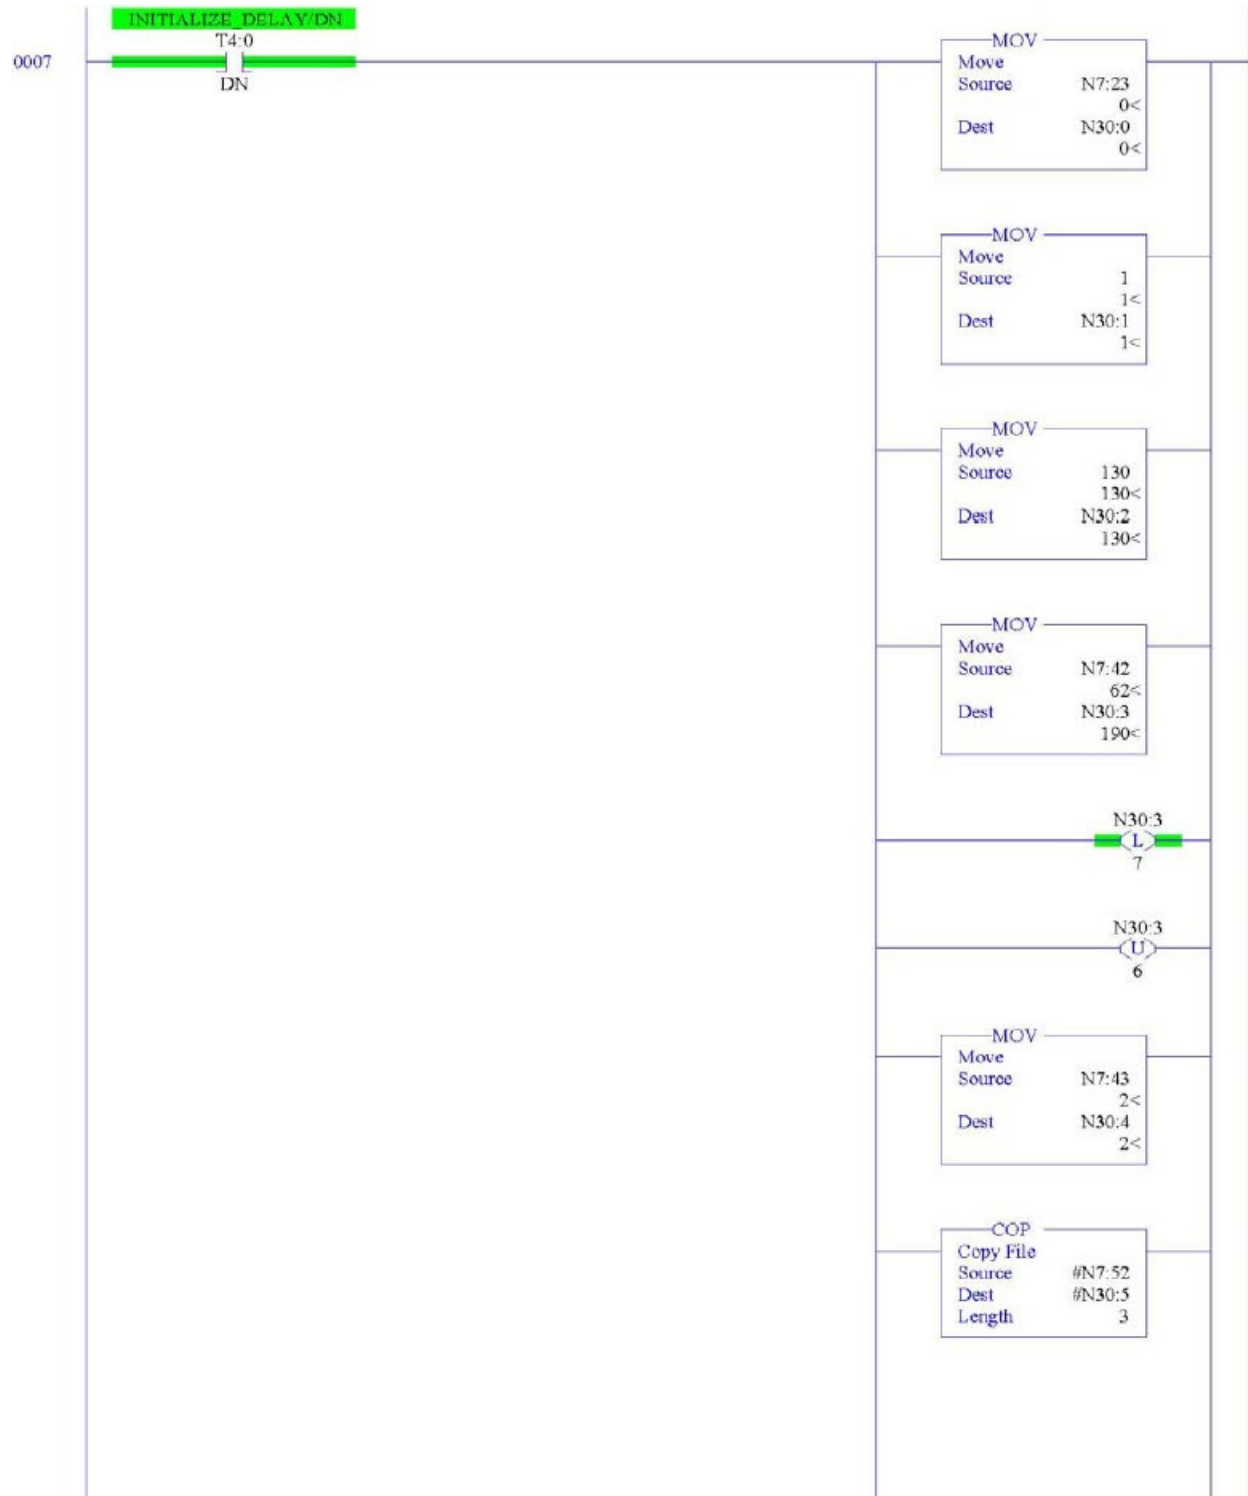 INITIALIZE_DELAY/DN
T4:0
0007
DN
MOV
Move
Source N7:23
0<
Dest N30:0
0<
MOV
Move
Source 1
1<
Dest N30:1
1<
MOV
Move
Source 130
130<
Dest N30:2
130<
MOV
Move
Source N7:42
62<
Dest N30:3
190<
N30:3
L
7
N30:3
U
6
MOV
Move
Source N7:43
2<
Dest N30:4
2<
COP
Copy File
Source #N7:52
Dest #N30:5
Length 3